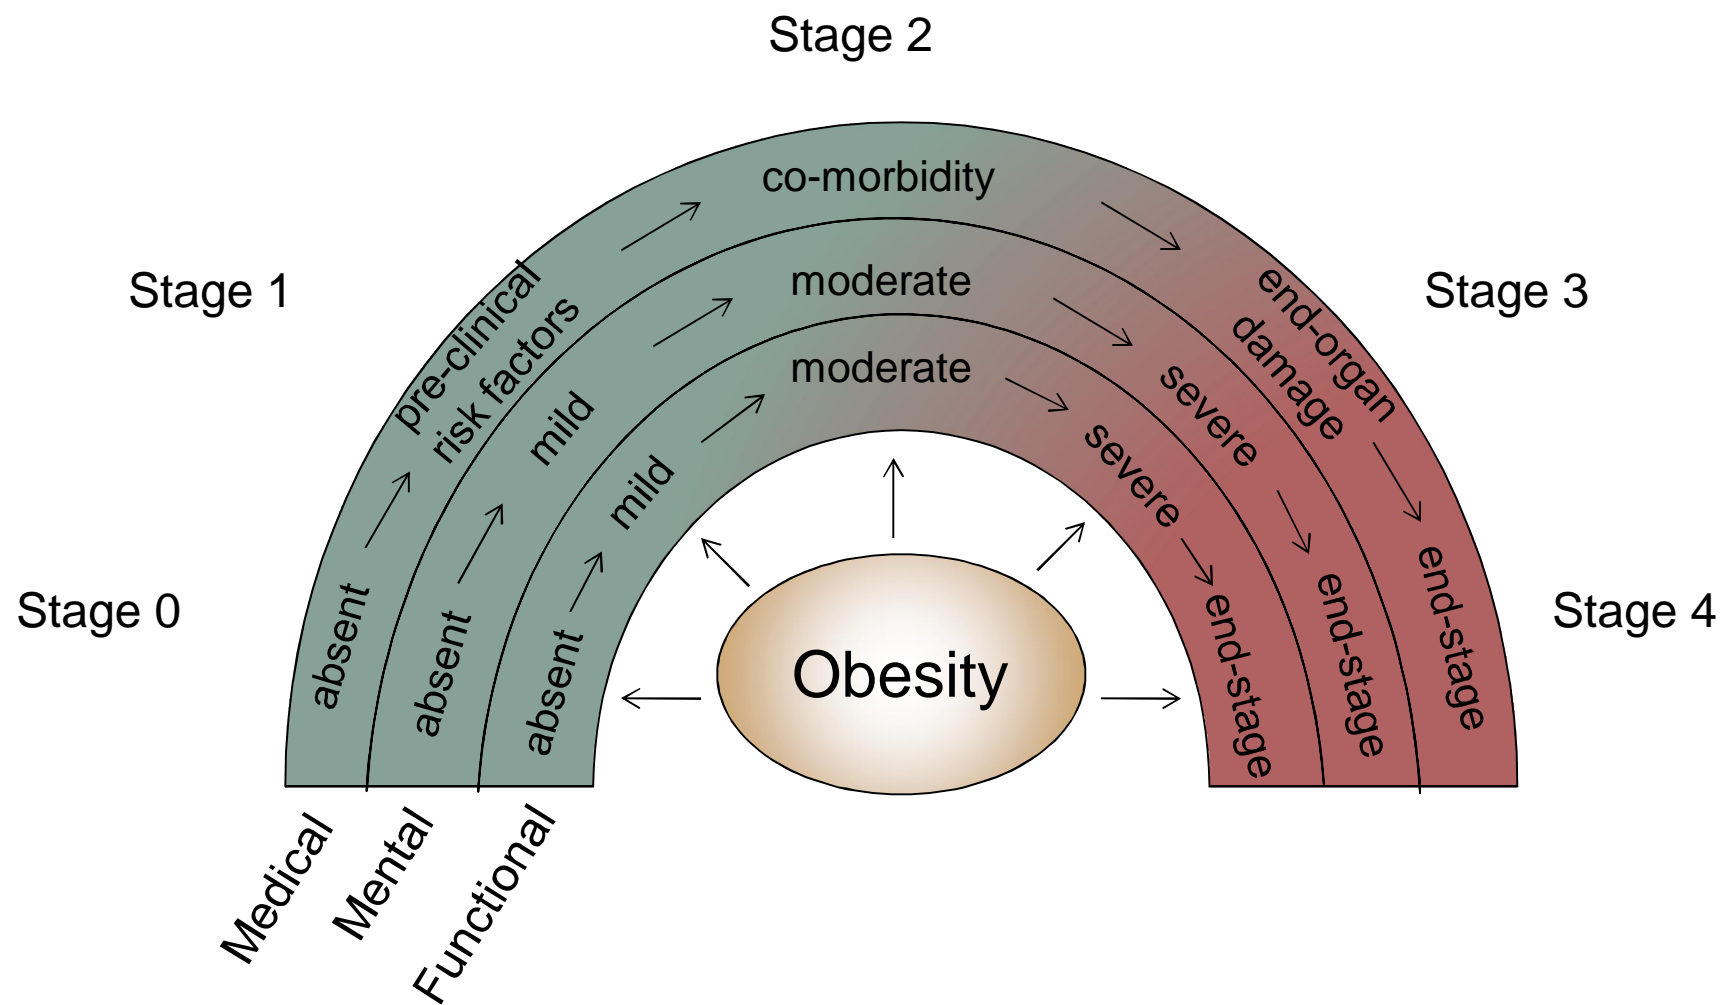 Stage 2
Stage 1
Stage 3
Stage 0
Stage 4
co-morbidity
pre-clinical
risk factors
end-organ
damage
absent
end-stage
moderate
mild
severe
absent
end-stage
moderate
mild
severe
absent
end-stage
Obesity
Medical
Mental
Functional